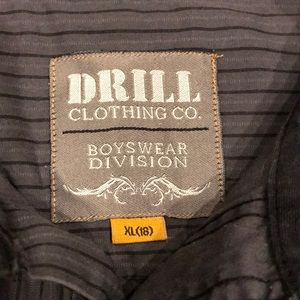 DRILL
CLOTHING CO.
BOYSWEAR
DIVISION
XL(18)